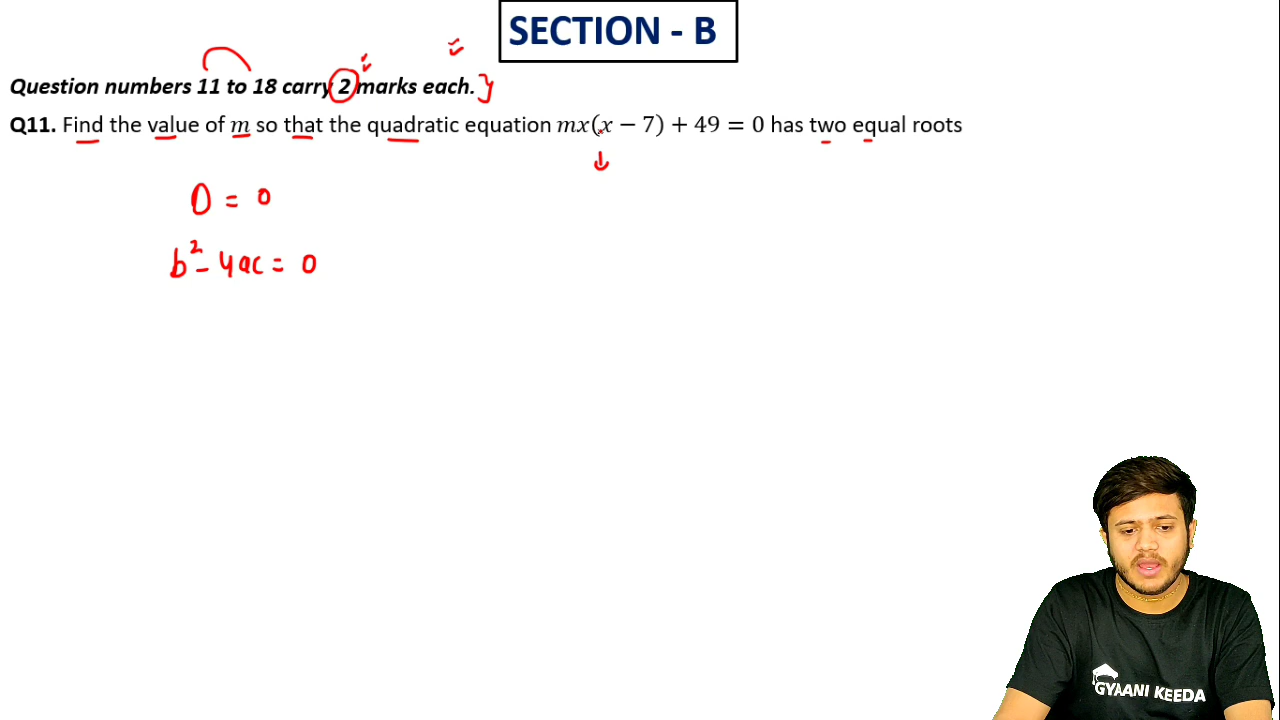 SECTION - B
Question numbers 11 to 18 carry 2 marks each. }
Q11. Find the value of m so that the quadratic equation mx(x − 7) + 49 = 0 has two equal roots
D = 0
b² - 4ac = 0
GYAANI KEEDA